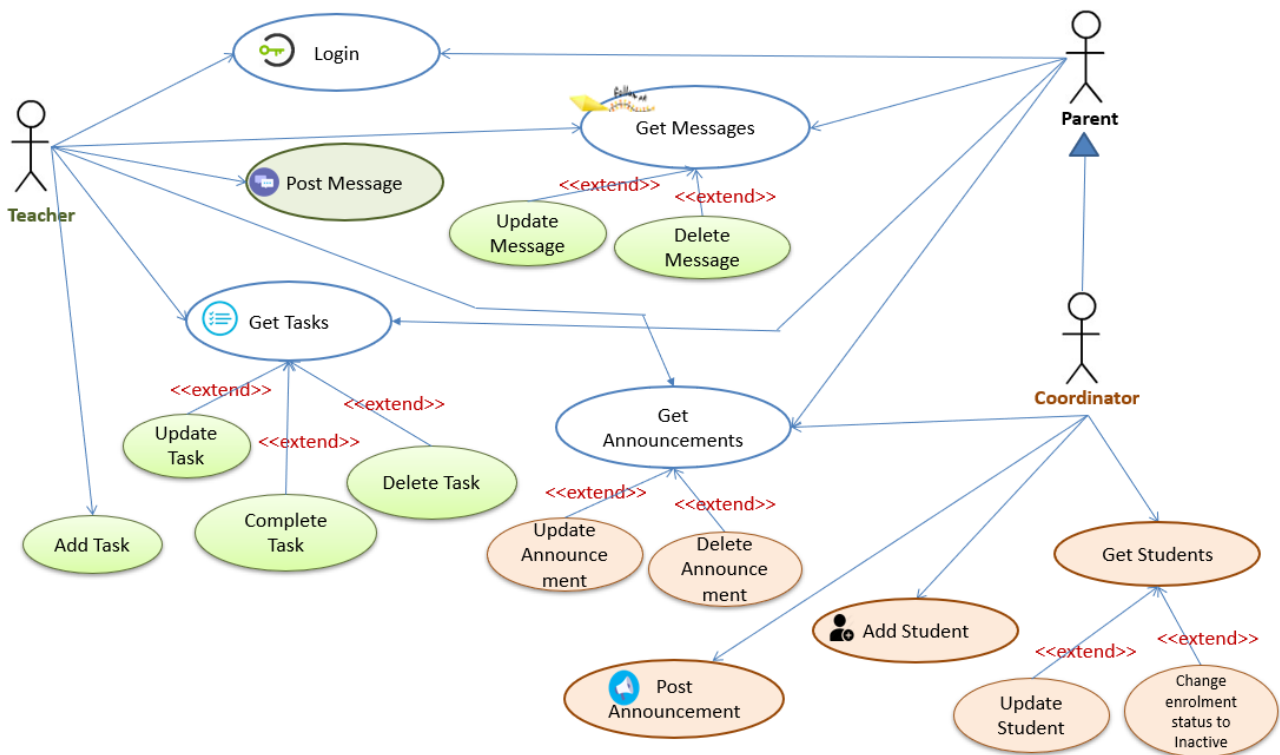 Login
Get Messages
Parent
Post Message
<<extend>>
<<extend>>
Teacher
Update
Message
Delete
Message
Get Tasks
<<extend>>
<<extend>>
<<extend>>
Coordinator
Get
Announcements
Update
Task
Delete Task
<<extend>>
<<extend>>
Add Task
Complete
Task
Update
Announce
ment
Delete
Announce
ment
Get Students
Add Student
<<extend>>
<<extend>>
Post
Announcement
Update
Student
Change
enrolment
status to
Inactive